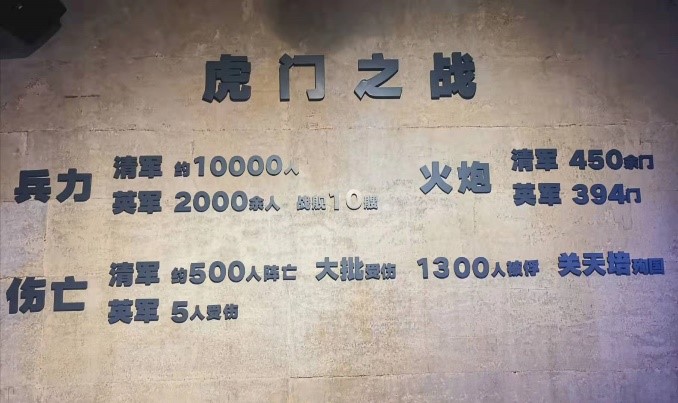 虎门之战
兵力 清军 约10000人 火炮 清军 450余门
英军 2000余人 战舰10艘 英军 394门
伤亡 清军 约500人阵亡 大批受伤 1300人被俘 关天培殉国
英军 5人受伤